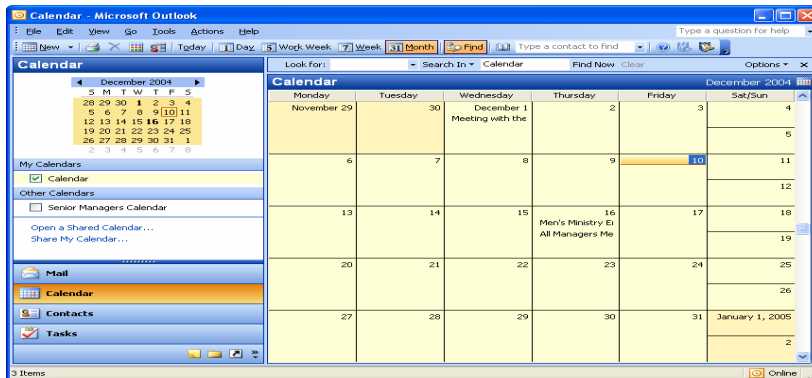 Calendar - Microsoft Outlook
File Edit View Go Tools Actions Help Type a question for help
New Today 1 Day 5 Work Week 7 Week 31 Month Find Type a contact to find
Calendar
December 2004
S M T W T F S
28 29 30 1 2 3 4
5 6 7 8 9 10 11
12 13 14 15 16 17 18
19 20 21 22 23 24 25
26 27 28 29 30 31 1
2 3 4 5 6 7 8
My Calendars
Calendar
Other Calendars
Senior Managers Calendar
Open a Shared Calendar...
Share My Calendar...
Mail
Calendar
Contacts
Tasks
Look for: Search In Calendar Find Now Clear Options
Calendar December 2004
Monday Tuesday Wednesday Thursday Friday Sat/Sun
November 29 30 December 1 2 3 4
Meeting with the
5
6 7 8 9 10 11
12
13 14 15 16 17 18
Men's Ministry E
All Managers Me
19
20 21 22 23 24 25
26
27 28 29 30 31 January 1, 2005
2
3 Items Online